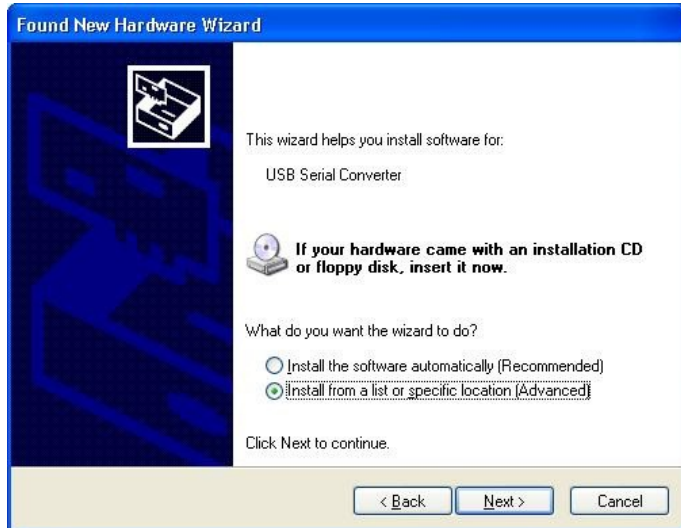 Found New Hardware Wizard
This wizard helps you install software for:
USB Serial Converter
If your hardware came with an installation CD
or floppy disk, insert it now.
What do you want the wizard to do?
Install the software automatically (Recommended)
Install from a list or specific location (Advanced)
Click Next to continue.
< Back Next > Cancel